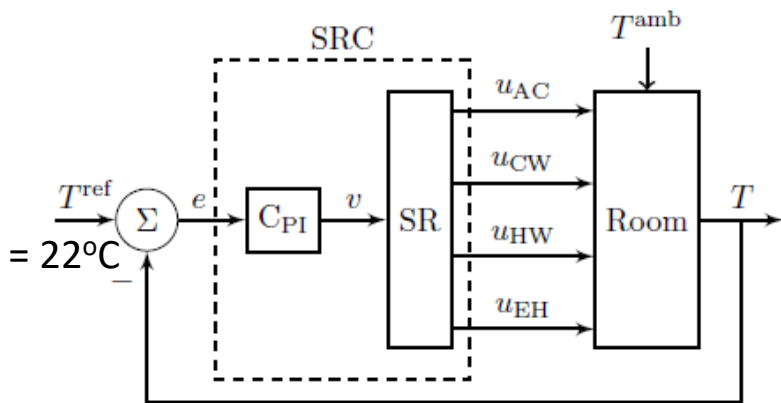 SRC
T^amb
u_AC
T^ref
Σ
e
C_PI
v
SR
u_CW
Room
T
= 22°C
−
u_HW
u_EH